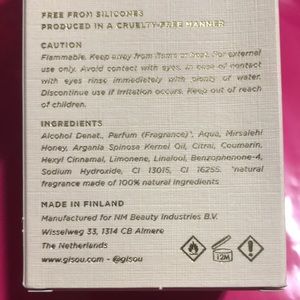 FREE FROM SILICONES
PRODUCED IN A CRUELTY-FREE MANNER
CAUTION
Flammable. Keep away from flame or heat. For external
use only. Avoid contact with eyes. In case of contact
with eyes rinse immediately with plenty of water.
Discontinue use if irritation occurs. Keep out of reach
of children.
INGREDIENTS
Alcohol Denat., Parfum (Fragrance)*, Aqua, Mirsalehi
Honey, Argania Spinosa Kernel Oil, Citral, Coumarin,
Hexyl Cinnamal, Limonene, Linalool, Benzophenone-4,
Sodium Hydroxide, CI 13015, CI 16255. *natural
fragrance made of 100% natural ingredients
MADE IN FINLAND
Manufactured for NM Beauty Industries B.V.
Wisselweg 33, 1314 CB Almere
The Netherlands
www.gisou.com - @gisou
12M